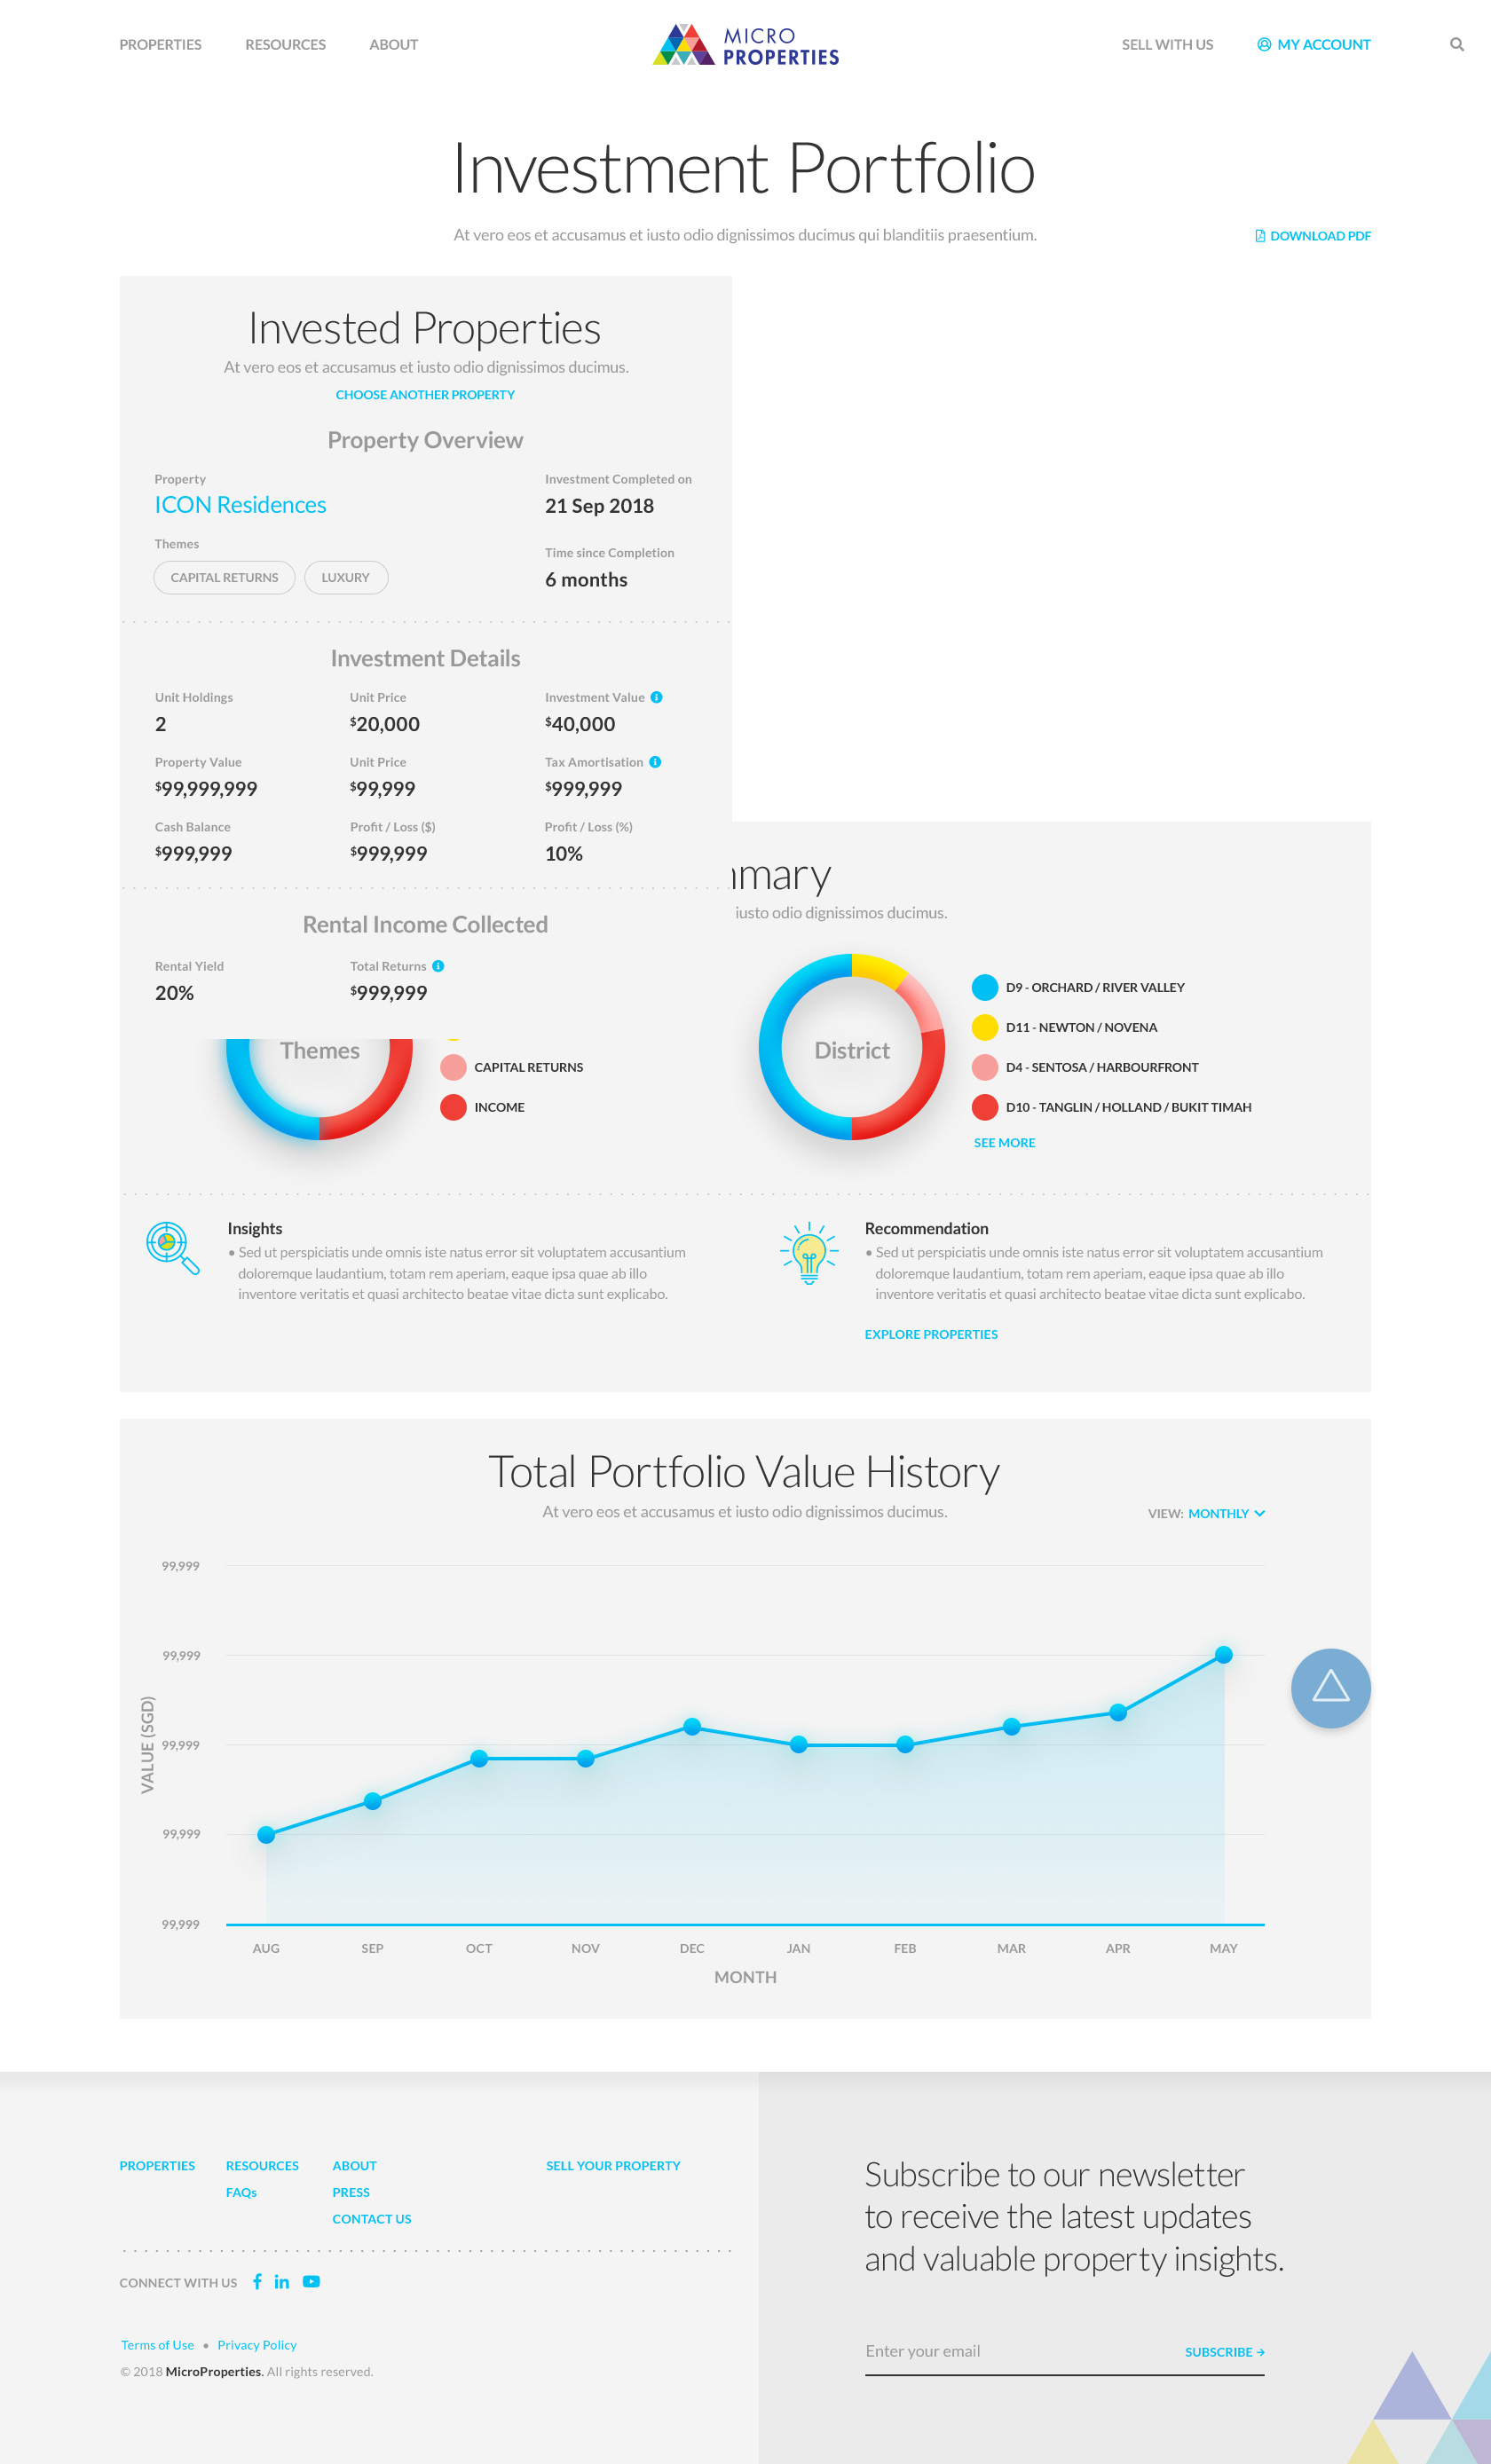 PROPERTIES
RESOURCES
ABOUT
MICRO
PROPERTIES
SELL WITH US
MY ACCOUNT
Investment Portfolio
At vero eos et accusamus et iusto odio dignissimos ducimus qui blanditiis praesentium.
DOWNLOAD PDF
Invested Properties
At vero eos et accusamus et iusto odio dignissimos ducimus.
CHOOSE ANOTHER PROPERTY
Property Overview
Property
ICON Residences
Investment Completed on
21 Sep 2018
Themes
CAPITAL RETURNS
LUXURY
Time since Completion
6 months
Investment Details
Unit Holdings
2
Unit Price
$20,000
Investment Value
$40,000
Property Value
$99,999,999
Unit Price
$99,999
Tax Amortisation
$999,999
Cash Balance
$999,999
Profit / Loss ($)
$999,999
Profit / Loss (%)
10%
Rental Income Collected
Rental Yield
20%
Total Returns
$999,999
mary
iusto odio dignissimos ducimus.
Themes
CAPITAL RETURNS
INCOME
District
D9 - ORCHARD / RIVER VALLEY
D11 - NEWTON / NOVENA
D4 - SENTOSA / HARBOURFRONT
D10 - TANGLIN / HOLLAND / BUKIT TIMAH
SEE MORE
Insights
• Sed ut perspiciatis unde omnis iste natus error sit voluptatem accusantium
doloremque laudantium, totam rem aperiam, eaque ipsa quae ab illo
inventore veritatis et quasi architecto beatae vitae dicta sunt explicabo.
Recommendation
• Sed ut perspiciatis unde omnis iste natus error sit voluptatem accusantium
doloremque laudantium, totam rem aperiam, eaque ipsa quae ab illo
inventore veritatis et quasi architecto beatae vitae dicta sunt explicabo.
EXPLORE PROPERTIES
Total Portfolio Value History
At vero eos et accusamus et iusto odio dignissimos ducimus.
VIEW: MONTHLY
99,999
99,999
99,999
99,999
99,999
VALUE (SGD)
AUG SEP OCT NOV DEC JAN FEB MAR APR MAY
MONTH
PROPERTIES
RESOURCES
FAQs
ABOUT
PRESS
CONTACT US
SELL YOUR PROPERTY
CONNECT WITH US
Terms of Use • Privacy Policy
© 2018 MicroProperties. All rights reserved.
Subscribe to our newsletter
to receive the latest updates
and valuable property insights.
Enter your email
SUBSCRIBE